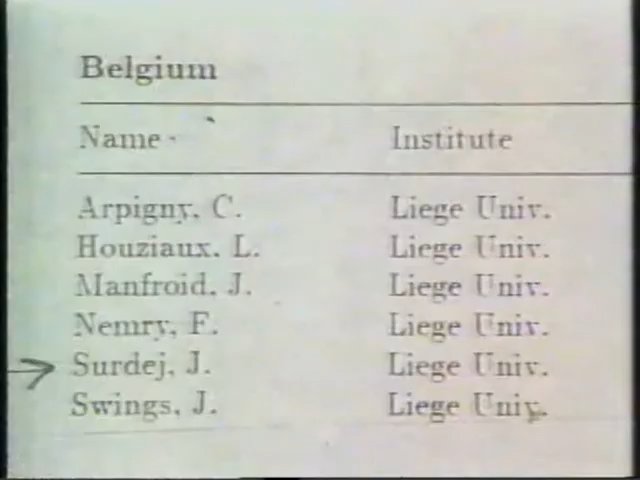 Belgium
Name Institute
Arpigny, C. Liege Univ.
Houziaux, L. Liege Univ.
Manfroid, J. Liege Univ.
Nemry, F. Liege Univ.
Surdej, J. Liege Univ.
Swings, J. Liege Univ.